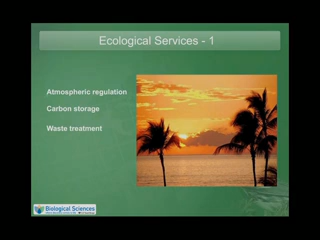 Ecological Services - 1
Atmospheric regulation
Carbon storage
Waste treatment
Biological Sciences